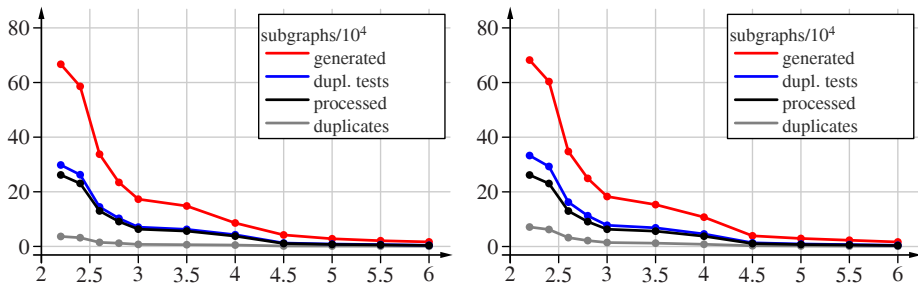 80
60
40
20
0
2 2.5 3 3.5 4 4.5 5 5.5 6
subgraphs/10^4
generated
dupl. tests
processed
duplicates
80
60
40
20
0
2 2.5 3 3.5 4 4.5 5 5.5 6
subgraphs/10^4
generated
dupl. tests
processed
duplicates